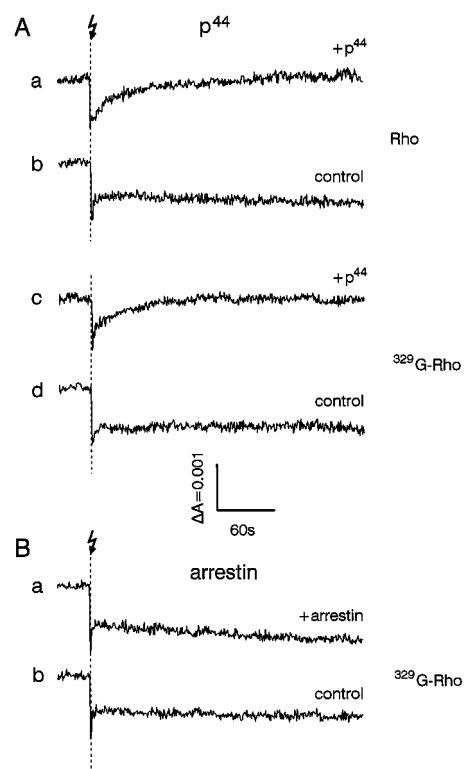 A
p⁴⁴
+p⁴⁴
a
Rho
b
control
+p⁴⁴
c
³²⁹G-Rho
d
control
ΔA=0.001
60s
B
arrestin
a
+arrestin
b
³²⁹G-Rho
control